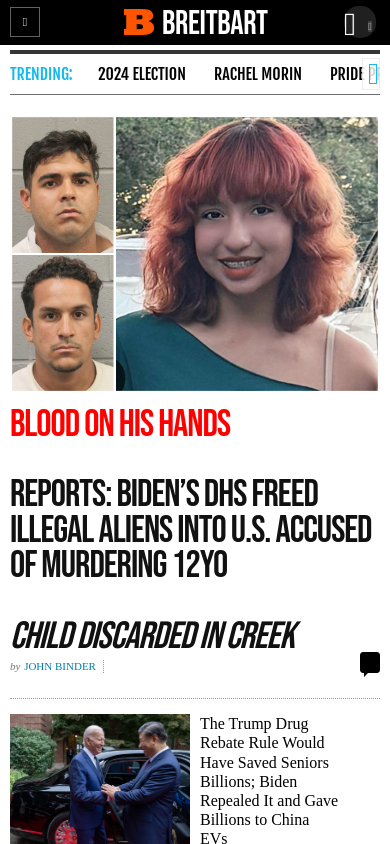 BREITBART
TRENDING:
2024 ELECTION
RACHEL MORIN
PRIDE
BLOOD ON HIS HANDS
REPORTS: BIDEN’S DHS FREED
ILLEGAL ALIENS INTO U.S. ACCUSED
OF MURDERING 12YO
CHILD DISCARDED IN CREEK
by JOHN BINDER
The Trump Drug
Rebate Rule Would
Have Saved Seniors
Billions; Biden
Repealed It and Gave
Billions to China
EVs